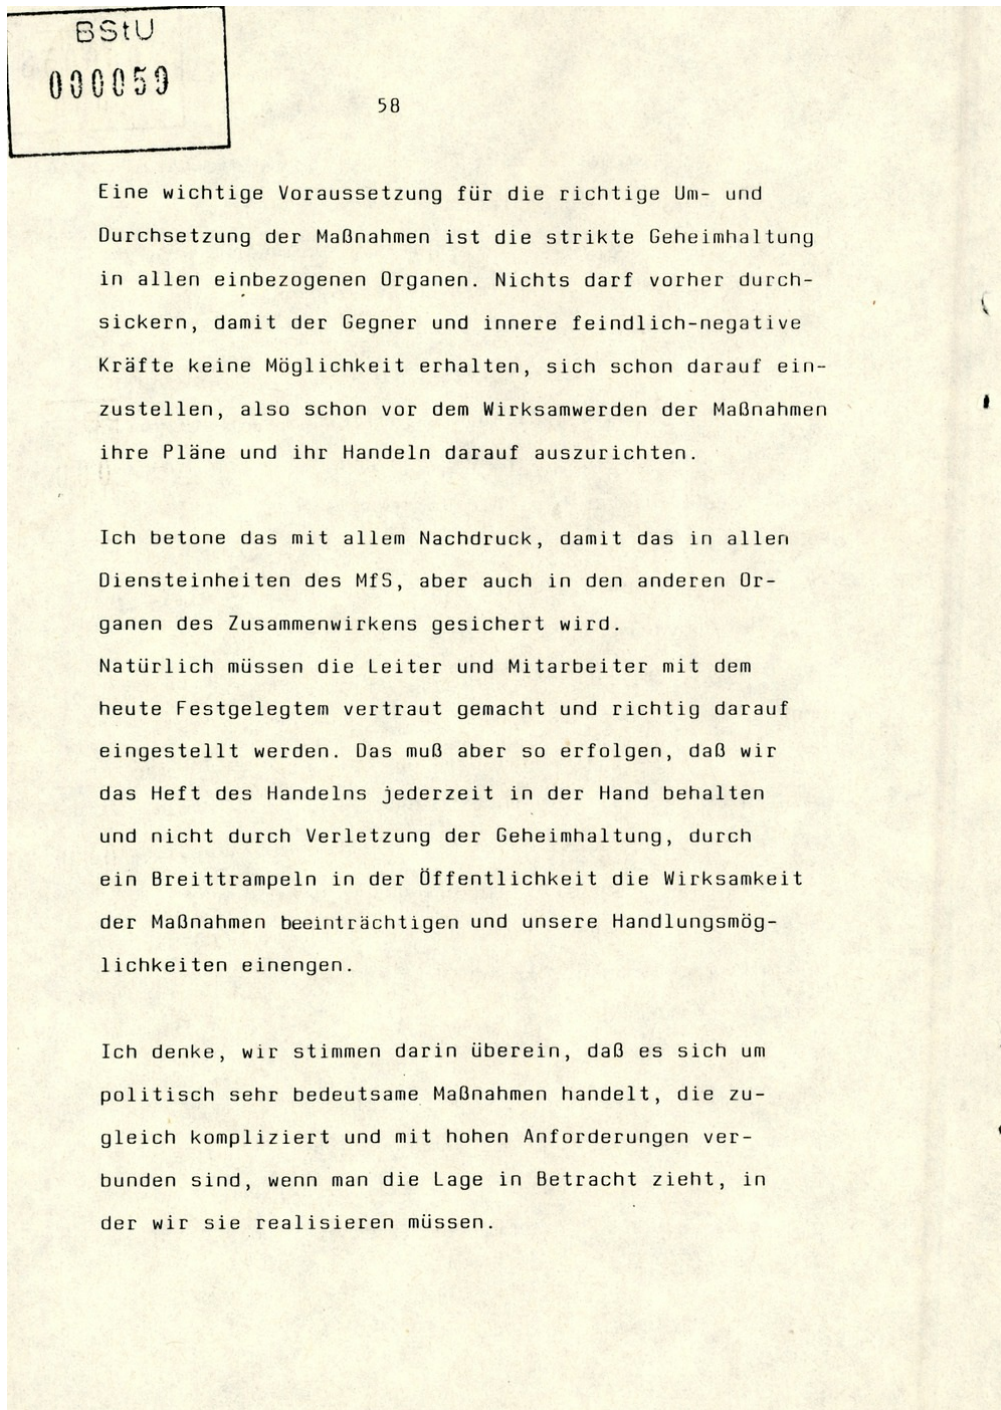 BStU
000059
58
Eine wichtige Voraussetzung für die richtige Um- und
Durchsetzung der Maßnahmen ist die strikte Geheimhaltung
in allen einbezogenen Organen. Nichts darf vorher durch-
sickern, damit der Gegner und innere feindlich-negative
Kräfte keine Möglichkeit erhalten, sich schon darauf ein-
zustellen, also schon vor dem Wirksamwerden der Maßnahmen
ihre Pläne und ihr Handeln darauf auszurichten.
Ich betone das mit allem Nachdruck, damit das in allen
Diensteinheiten des MfS, aber auch in den anderen Or-
ganen des Zusammenwirkens gesichert wird.
Natürlich müssen die Leiter und Mitarbeiter mit dem
heute Festgelegtem vertraut gemacht und richtig darauf
eingestellt werden. Das muß aber so erfolgen, daß wir
das Heft des Handelns jederzeit in der Hand behalten
und nicht durch Verletzung der Geheimhaltung, durch
ein Breittrampeln in der Öffentlichkeit die Wirksamkeit
der Maßnahmen beeinträchtigen und unsere Handlungsmög-
lichkeiten einengen.
Ich denke, wir stimmen darin überein, daß es sich um
politisch sehr bedeutsame Maßnahmen handelt, die zu-
gleich kompliziert und mit hohen Anforderungen ver-
bunden sind, wenn man die Lage in Betracht zieht, in
der wir sie realisieren müssen.